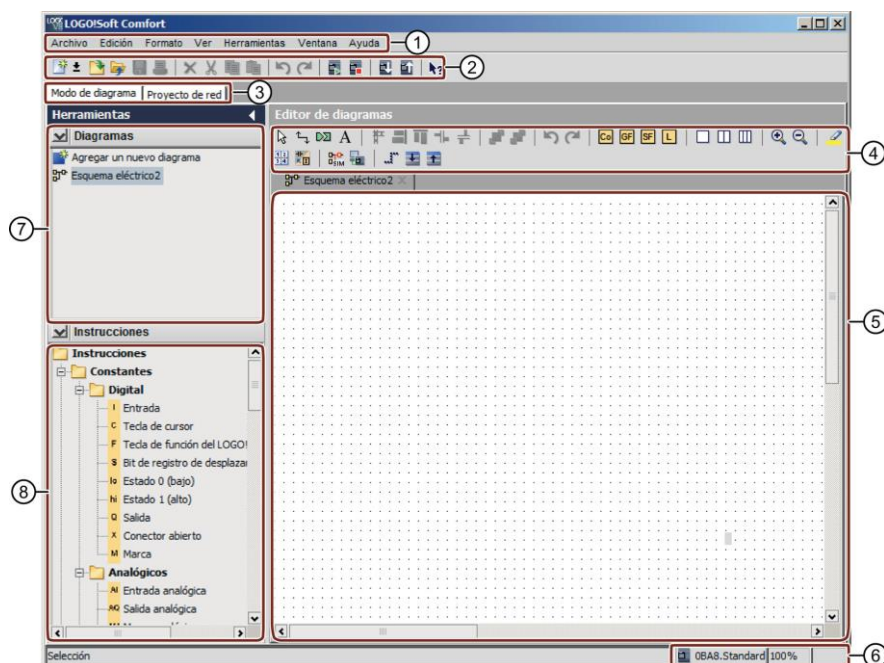 LOGO!Soft Comfort
Archivo Edición Formato Ver Herramientas Ventana Ayuda
1
2
Modo de diagrama Proyecto de red
3
Herramientas
Editor de diagramas
Diagramas
A Co GF SF L
4
Agregar un nuevo diagrama
Esquema eléctrico2
Esquema eléctrico2
7
5
Instrucciones
Instrucciones
Constantes
Digital
I Entrada
C Tecla de cursor
F Tecla de función del LOGO!
S Bit de registro de desplaza
lo Estado 0 (bajo)
8
hi Estado 1 (alto)
Q Salida
X Conector abierto
M Marca
Analógicos
AI Entrada analógica
AQ Salida analógica
Selección
0BA8.Standard 100%
6